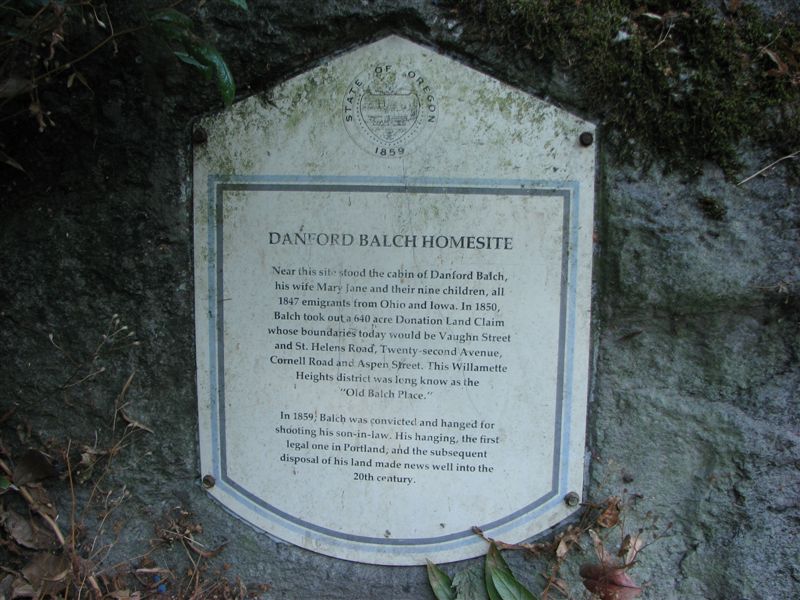 STATE OF OREGON
1859
DANFORD BALCH HOMESITE
Near this site stood the cabin of Danford Balch,
his wife Mary Jane and their nine children, all
1847 emigrants from Ohio and Iowa. In 1850,
Balch took out a 640 acre Donation Land Claim
whose boundaries today would be Vaughn Street
and St. Helens Road, Twenty-second Avenue,
Cornell Road and Aspen Street. This Willamette
Heights district was long know as the
"Old Balch Place."
In 1859, Balch was convicted and hanged for
shooting his son-in-law. His hanging, the first
legal one in Portland, and the subsequent
disposal of his land made news well into the
20th century.